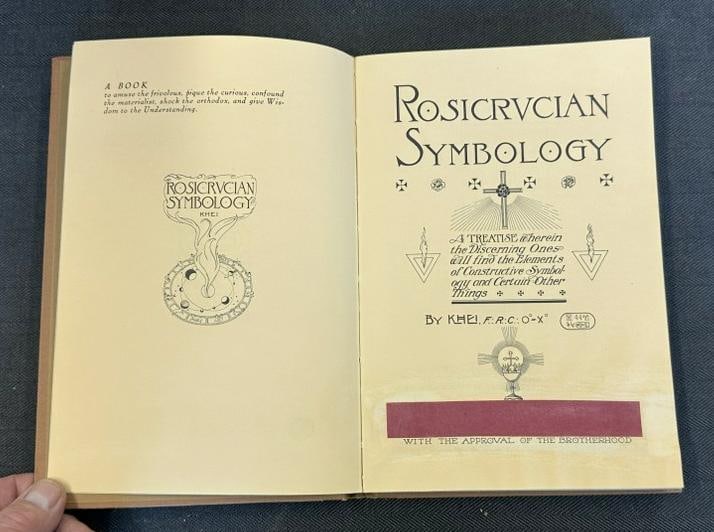 A BOOK
to amuse the frivolous, pique the curious, confound
the materialist, shock the orthodox, and give Wis-
dom to the Understanding.
ROSICRVCIAN
SYMBOLOGY
KHEI
ROSICRVCIAN
SYMBOLOGY
A TREATISE wherein
the Discerning Ones
will find the Elements
of Constructive Symbol-
ogy and Certain Other
Things
BY KHEI, F∴R∴C∴, 0°–X°
WITH THE APPROVAL OF THE BROTHERHOOD